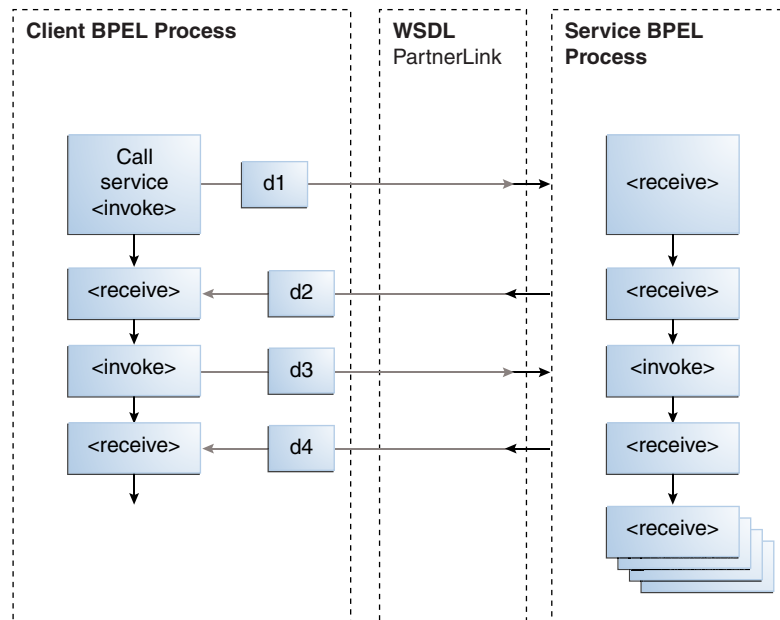 Client BPEL Process
WSDL
PartnerLink
Service BPEL
Process
Call
service
<invoke>
d1
<receive>
<receive>
d2
<receive>
<invoke>
d3
<invoke>
<receive>
d4
<receive>
<receive>